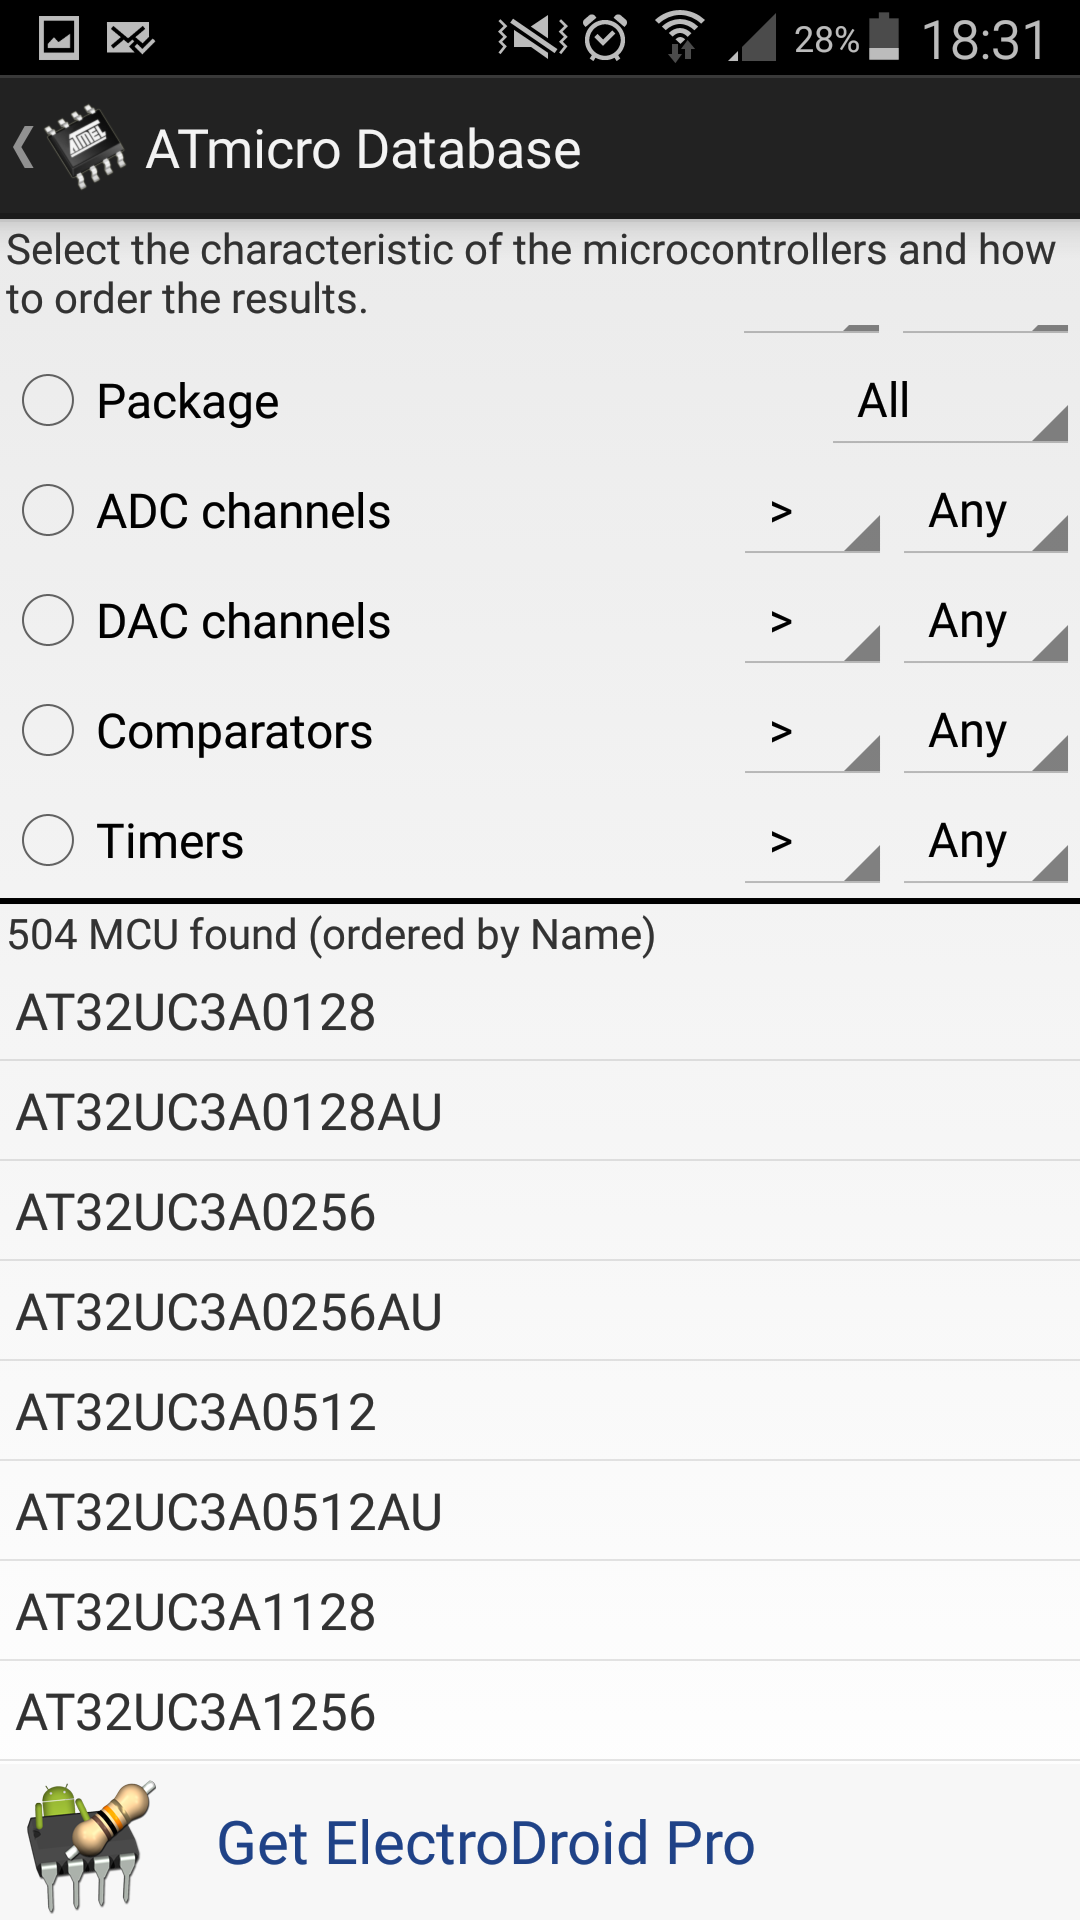 28% 18:31
ATMEL
ATmicro Database
Select the characteristic of the microcontrollers and how
to order the results.
Package All
ADC channels > Any
DAC channels > Any
Comparators > Any
Timers > Any
504 MCU found (ordered by Name)
AT32UC3A0128
AT32UC3A0128AU
AT32UC3A0256
AT32UC3A0256AU
AT32UC3A0512
AT32UC3A0512AU
AT32UC3A1128
AT32UC3A1256
Get ElectroDroid Pro